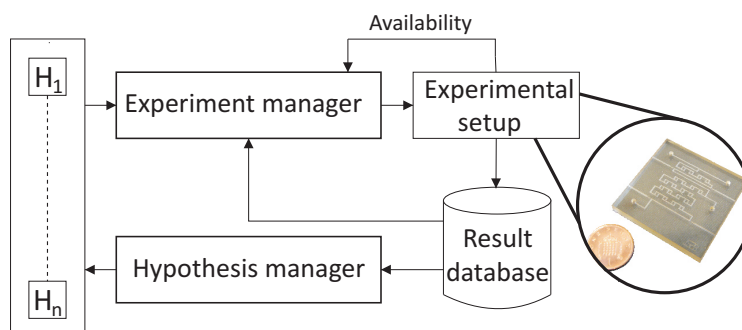 Availability
H1
Experiment manager
Experimental
setup
Result
database
Hypothesis manager
Hn